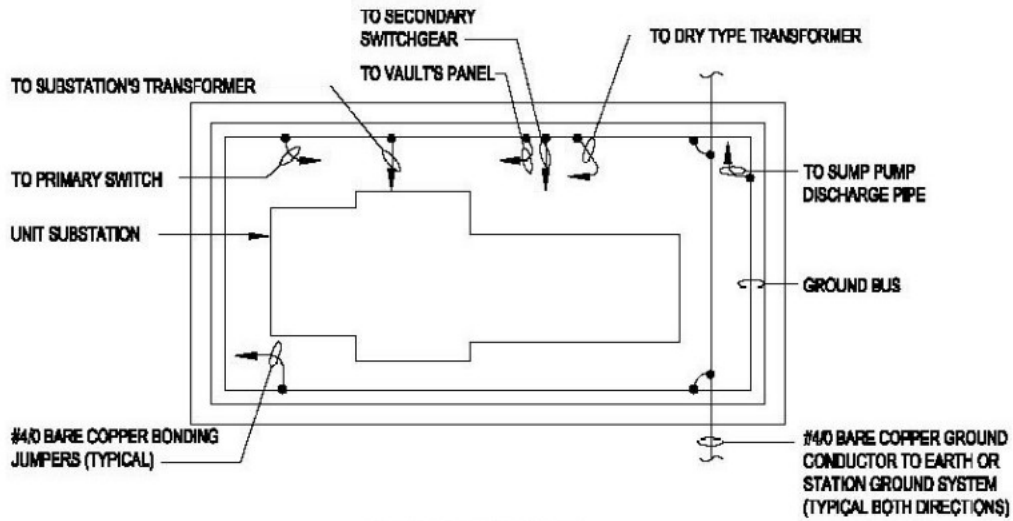 TO SECONDARY
SWITCHGEAR
TO DRY TYPE TRANSFORMER
TO VAULT'S PANEL
TO SUBSTATION'S TRANSFORMER
TO PRIMARY SWITCH
TO SUMP PUMP
DISCHARGE PIPE
UNIT SUBSTATION
GROUND BUS
#4/0 BARE COPPER BONDING
JUMPERS (TYPICAL)
#4/0 BARE COPPER GROUND
CONDUCTOR TO EARTH OR
STATION GROUND SYSTEM
(TYPICAL BOTH DIRECTIONS)